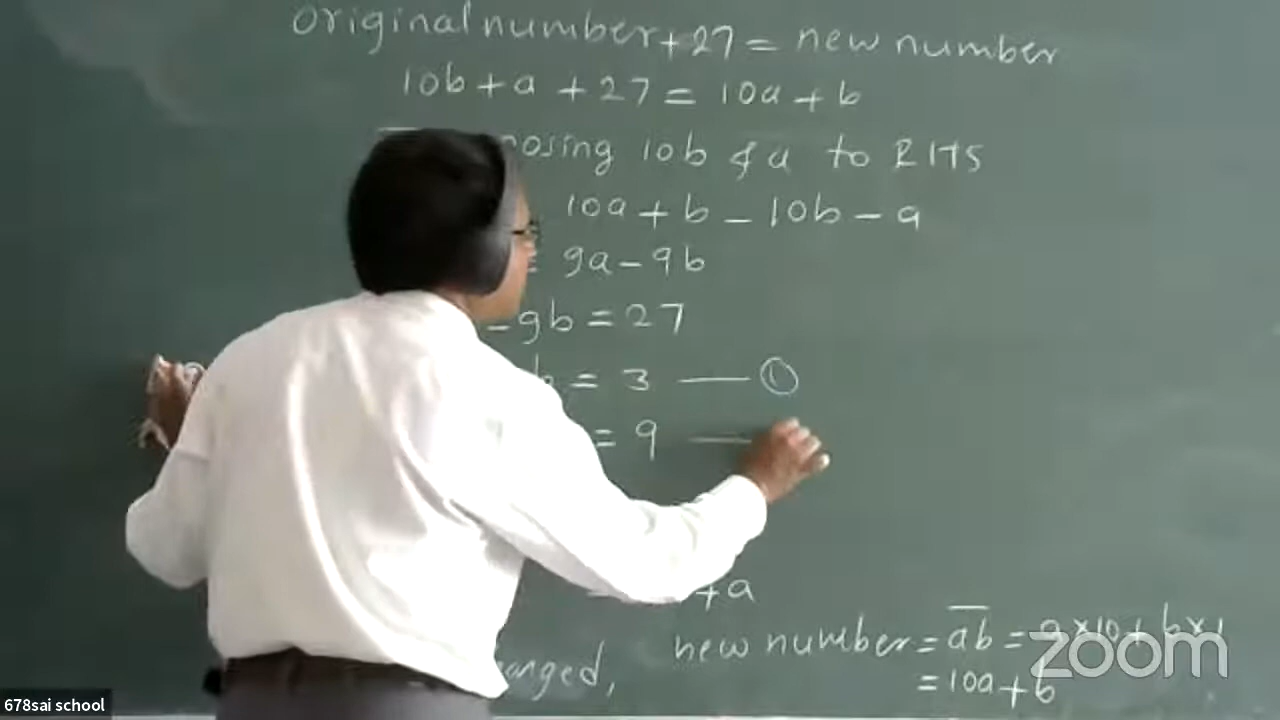 original number + 27 = new number
10b + a + 27 = 10a + b
posing 10b & a to RHS
10a + b - 10b - a
= 9a - 9b
- 9b = 27
b = 3 — ①
= 9 —
+ a
new number = ab = a×10 + b×1
anged,
= 10a + b
zoom
678sai school